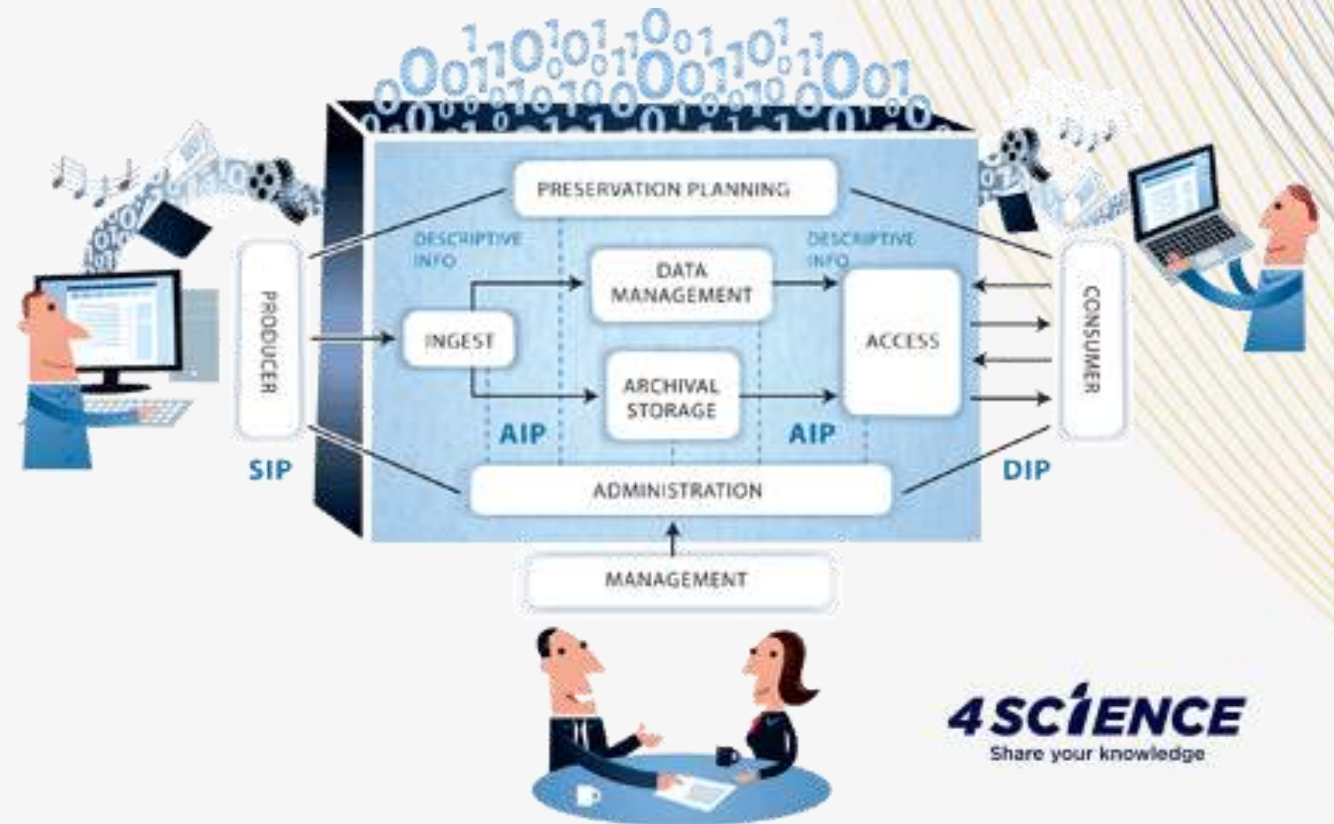 PRESERVATION PLANNING
DESCRIPTIVE
INFO
DESCRIPTIVE
INFO
DATA
MANAGEMENT
PRODUCER
INGEST
ACCESS
CONSUMER
ARCHIVAL
STORAGE
AIP
AIP
SIP
DIP
ADMINISTRATION
MANAGEMENT
4SCIENCE
Share your knowledge